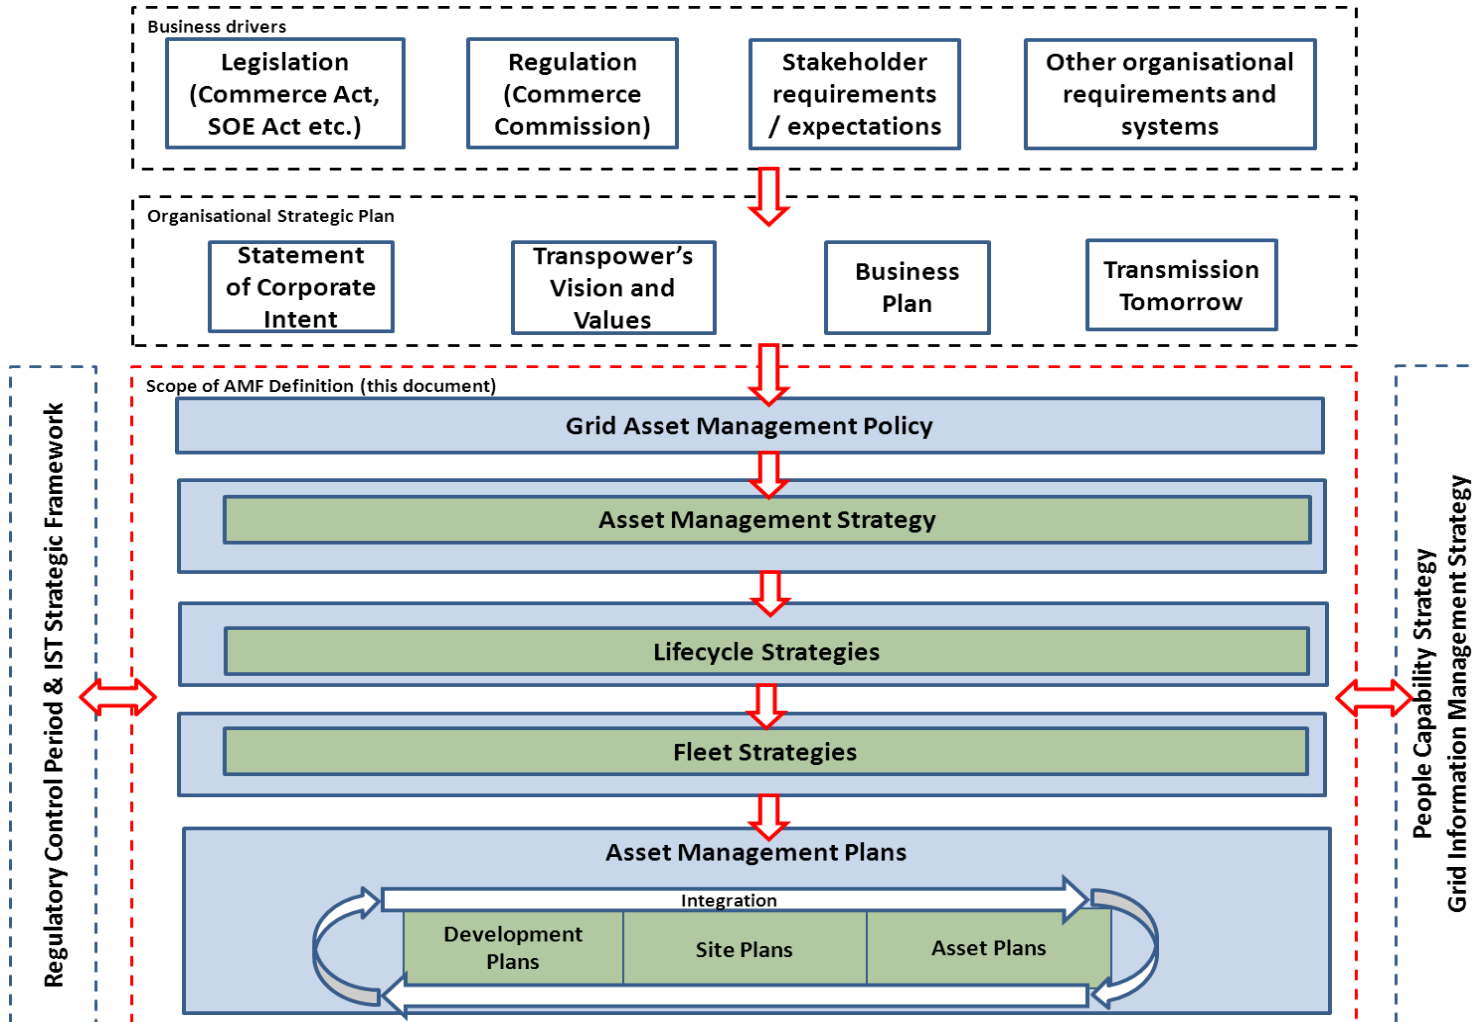 Business drivers
Legislation
(Commerce Act,
SOE Act etc.)
Regulation
(Commerce
Commission)
Stakeholder
requirements
/ expectations
Other organisational
requirements and
systems
Organisational Strategic Plan
Statement
of Corporate
Intent
Transpower’s
Vision and
Values
Business
Plan
Transmission
Tomorrow
Regulatory Control Period & IST Strategic Framework
Scope of AMF Definition (this document)
Grid Asset Management Policy
Asset Management Strategy
Lifecycle Strategies
Fleet Strategies
Asset Management Plans
Integration
Development
Plans
Site Plans
Asset Plans
People Capability Strategy
Grid Information Management Strategy